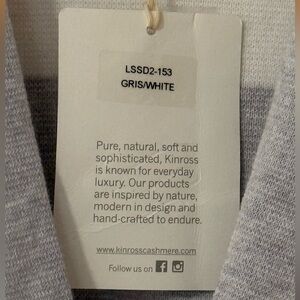 LSSD2-153
GRIS/WHITE
Pure, natural, soft and
sophisticated, Kinross
is known for everyday
luxury. Our products
are inspired by nature,
modern in design and
hand-crafted to endure.
www.kinrosscashmere.com
Follow us on